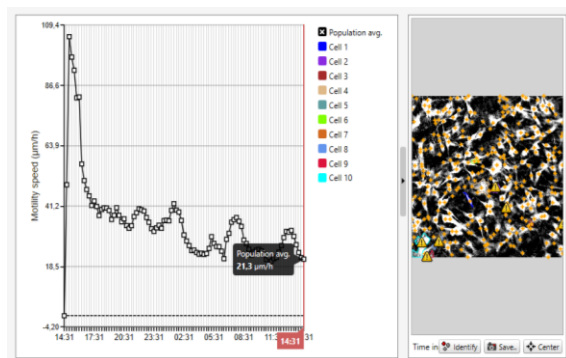 109,4
86,6
63,9
41,2
18,5
-4,20
Motility speed (µm/h)
14:31 17:31 20:31 23:31 02:31 05:31 08:31 11:3 31
14:31
Population avg.
21,3 µm/h
Population avg.
Cell 1
Cell 2
Cell 3
Cell 4
Cell 5
Cell 6
Cell 7
Cell 8
Cell 9
Cell 10
Time in Identify Save.. Center